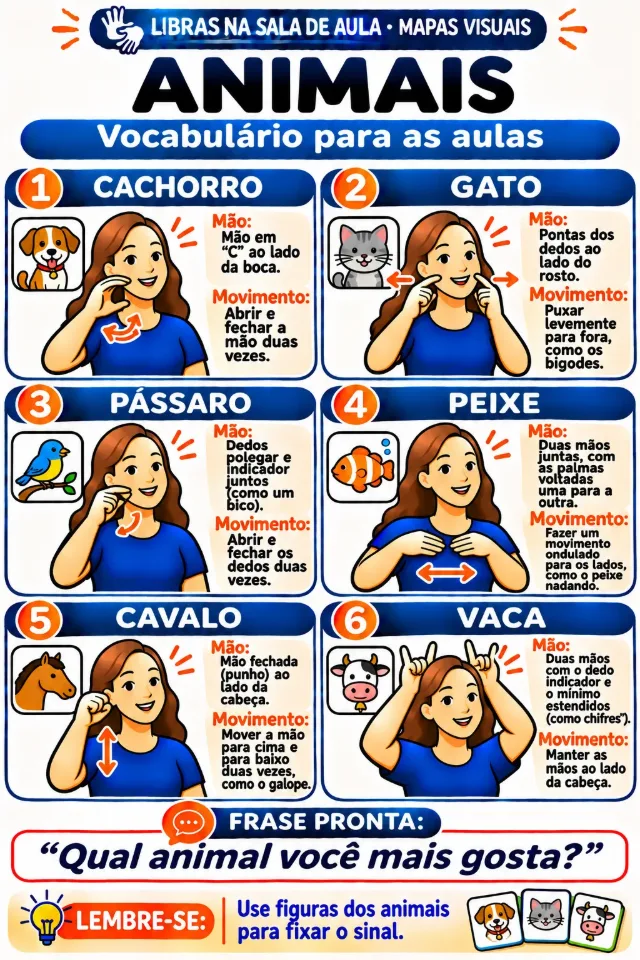 LIBRAS NA SALA DE AULA • MAPAS VISUAIS
ANIMAIS
Vocabulário para as aulas
1 CACHORRO
Mão:
Mão em
“C” ao lado
da boca.
Movimento:
Abrir e
fechar a
mão duas
vezes.
2 GATO
Mão:
Pontas dos
dedos ao
lado do
rosto.
Movimento:
Puxar
levemente
para fora,
como os
bigodes.
3 PÁSSARO
Mão:
Dedos
polegar e
indicador
juntos
(como um
bico).
Movimento:
Abrir e
fechar os
dedos duas
vezes.
4 PEIXE
Mão:
Duas mãos
juntas, com
as palmas
voltadas
uma para a
outra.
Movimento:
Fazer um
movimento
ondulado
para os lados,
como o peixe
nadando.
5 CAVALO
Mão:
Mão fechada
(punho) ao
lado da
cabeça.
Movimento:
Mover a mão
para cima e
para baixo
duas vezes,
como o galope.
6 VACA
Mão:
Duas mãos
com o dedo
indicador e
o mínimo
estendidos
(como chifres").
Movimento:
Manter as
mãos ao lado
da cabeça.
FRASE PRONTA:
“Qual animal você mais gosta?”
LEMBRE-SE:
Use figuras dos animais
para fixar o sinal.